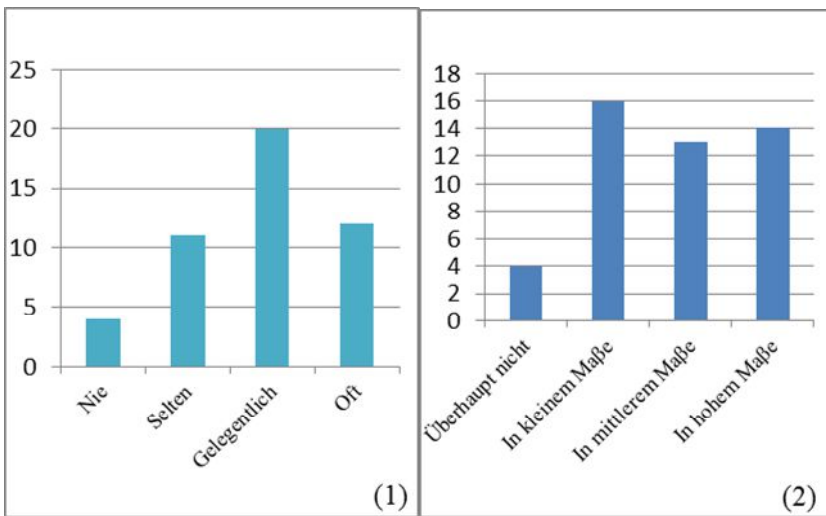 25
20
15
10
5
0
Nie
Selten
Gelegentlich
Oft
(1)
18
16
14
12
10
8
6
4
2
0
Überhaupt nicht
In kleinem Maße
In mittlerem Maße
In hohem Maße
(2)